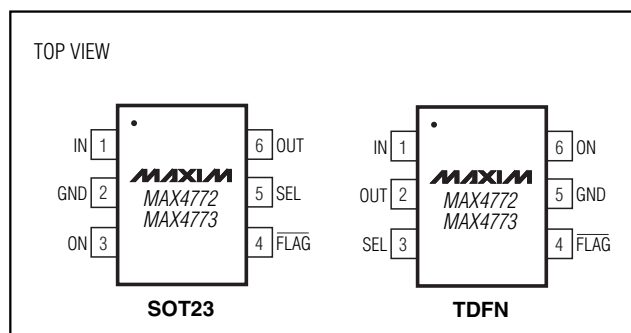 TOP VIEW
IN 1
GND 2
ON 3
MAXIM
MAX4772
MAX4773
6 OUT
5 SEL
4 FLAG
SOT23
IN 1
OUT 2
SEL 3
MAXIM
MAX4772
MAX4773
6 ON
5 GND
4 FLAG
TDFN